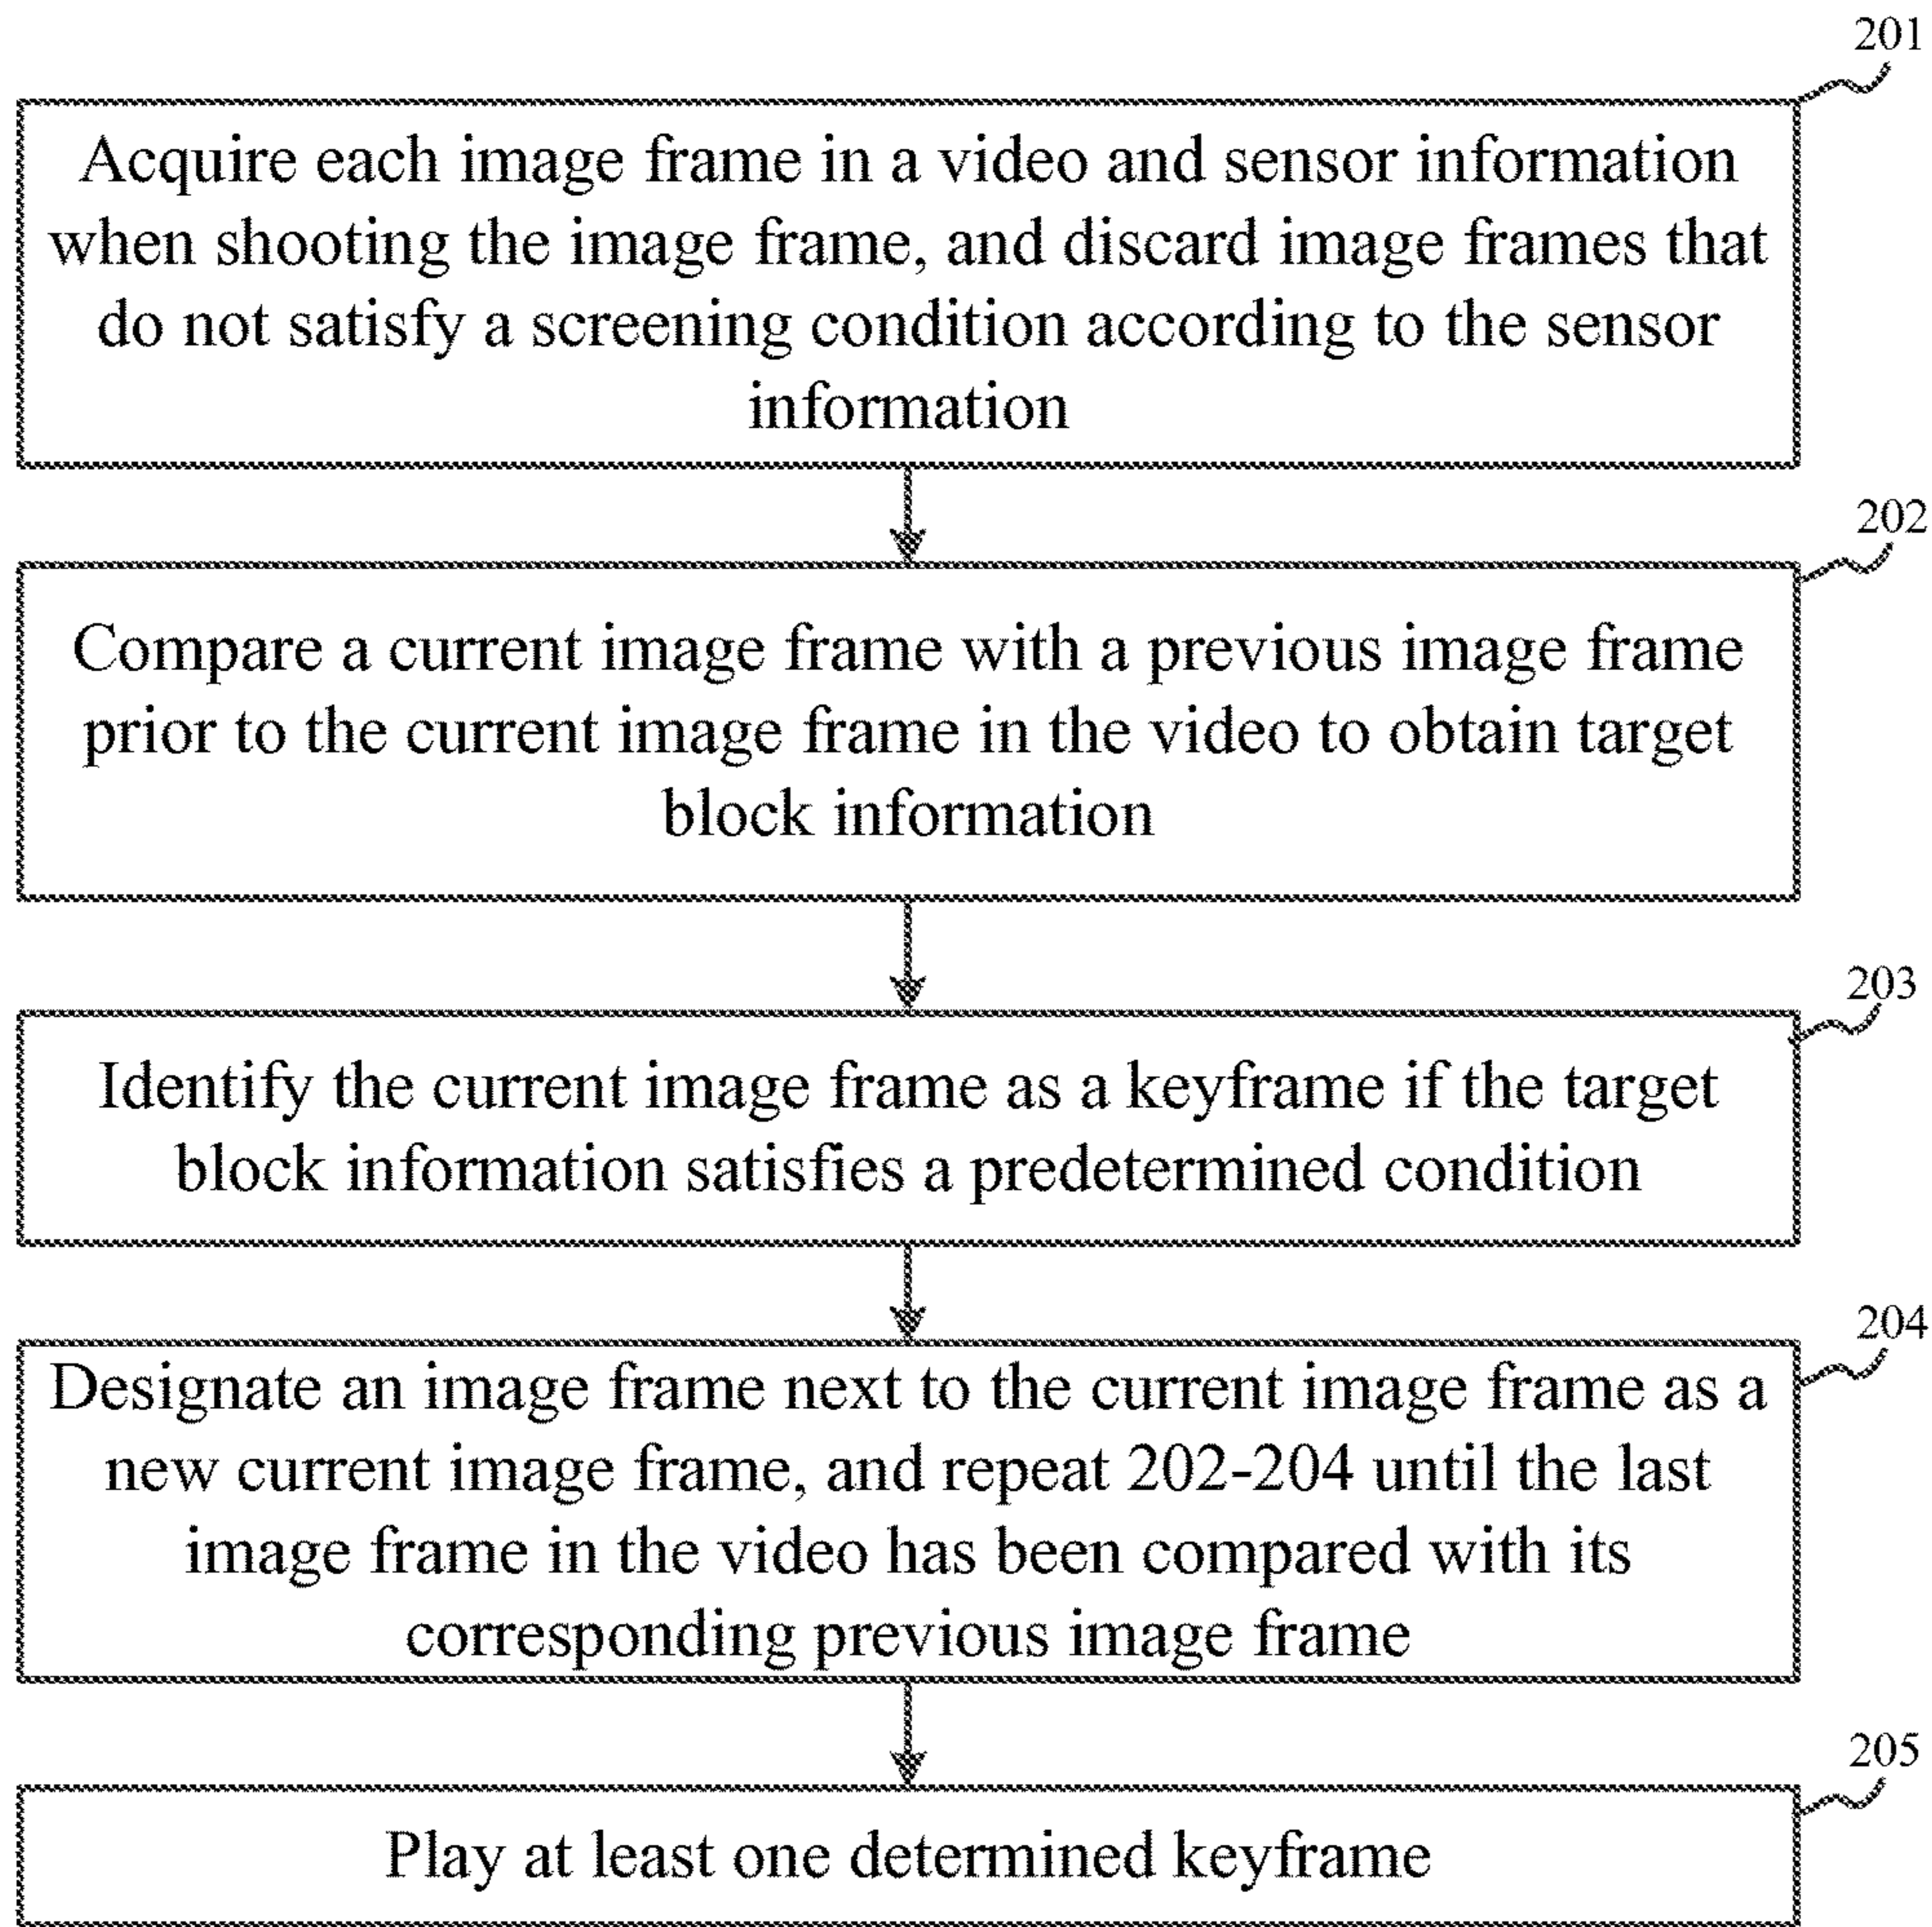 201
Acquire each image frame in a video and sensor information
when shooting the image frame, and discard image frames that
do not satisfy a screening condition according to the sensor
information
202
Compare a current image frame with a previous image frame
prior to the current image frame in the video to obtain target
block information
203
Identify the current image frame as a keyframe if the target
block information satisfies a predetermined condition
204
Designate an image frame next to the current image frame as a
new current image frame, and repeat 202-204 until the last
image frame in the video has been compared with its
corresponding previous image frame
205
Play at least one determined keyframe